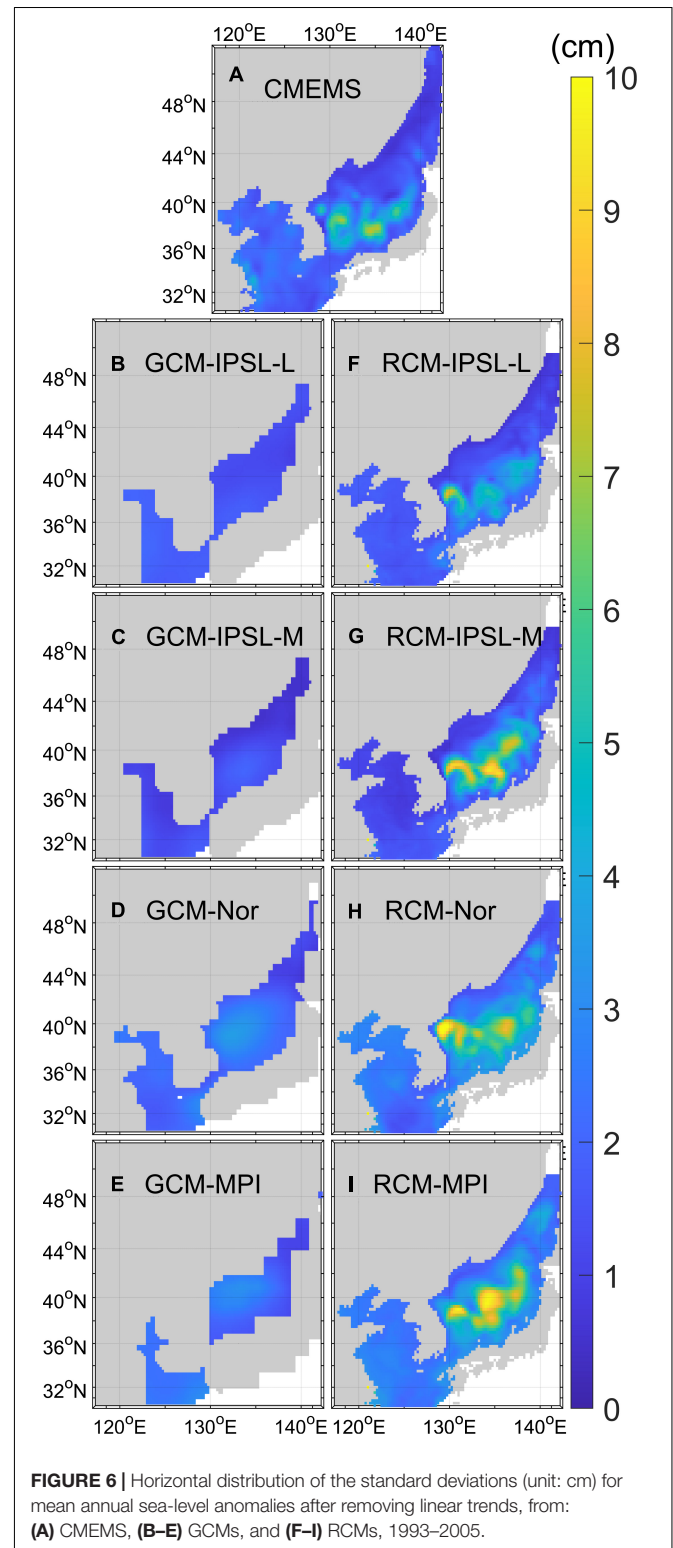 120°E 130°E 140°E
(cm)
A CMEMS
48°N
44°N
40°N
36°N
32°N
10
9
8
7
6
5
4
3
2
1
0
B GCM-IPSL-L
48°N
44°N
40°N
36°N
32°N
F RCM-IPSL-L
C GCM-IPSL-M
48°N
44°N
40°N
36°N
32°N
G RCM-IPSL-M
D GCM-Nor
48°N
44°N
40°N
36°N
32°N
H RCM-Nor
E GCM-MPI
48°N
44°N
40°N
36°N
32°N
I RCM-MPI
120°E 130°E 140°E 120°E 130°E 140°E
FIGURE 6 | Horizontal distribution of the standard deviations (unit: cm) for
mean annual sea-level anomalies after removing linear trends, from:
(A) CMEMS, (B–E) GCMs, and (F–I) RCMs, 1993–2005.